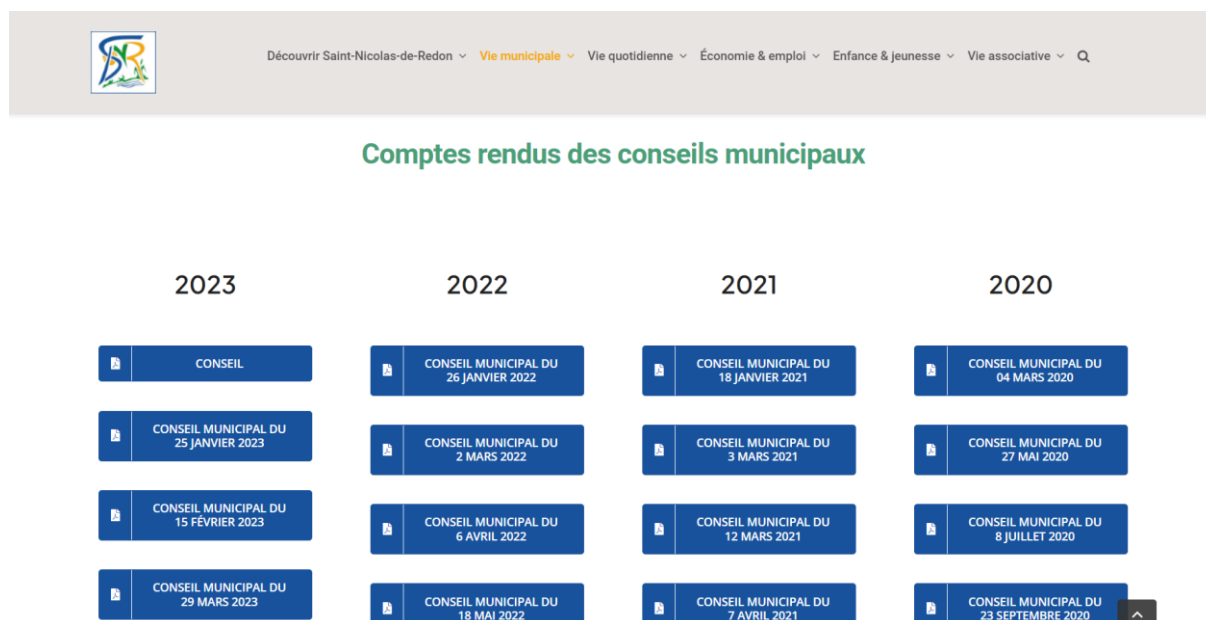 SNR
Découvrir Saint-Nicolas-de-Redon
Vie municipale
Vie quotidienne
Économie & emploi
Enfance & jeunesse
Vie associative
Comptes rendus des conseils municipaux
2023
CONSEIL
CONSEIL MUNICIPAL DU
25 JANVIER 2023
CONSEIL MUNICIPAL DU
15 FÉVRIER 2023
CONSEIL MUNICIPAL DU
29 MARS 2023
2022
CONSEIL MUNICIPAL DU
26 JANVIER 2022
CONSEIL MUNICIPAL DU
2 MARS 2022
CONSEIL MUNICIPAL DU
6 AVRIL 2022
CONSEIL MUNICIPAL DU
18 MAI 2022
2021
CONSEIL MUNICIPAL DU
18 JANVIER 2021
CONSEIL MUNICIPAL DU
3 MARS 2021
CONSEIL MUNICIPAL DU
12 MARS 2021
CONSEIL MUNICIPAL DU
7 AVRIL 2021
2020
CONSEIL MUNICIPAL DU
04 MARS 2020
CONSEIL MUNICIPAL DU
27 MAI 2020
CONSEIL MUNICIPAL DU
8 JUILLET 2020
CONSEIL MUNICIPAL DU
23 SEPTEMBRE 2020